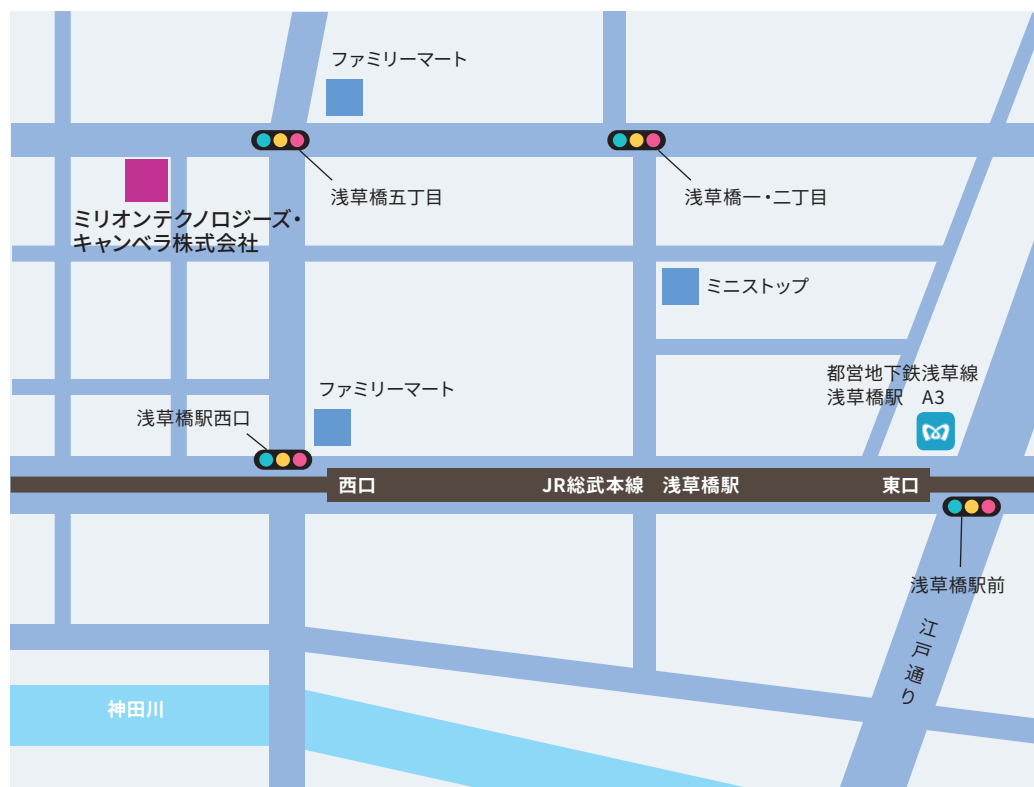 ファミリーマート
浅草橋五丁目
浅草橋一・二丁目
ミリオンテクノロジーズ・
キャンベラ株式会社
ミニストップ
都営地下鉄浅草線
浅草橋駅　A3
ファミリーマート
浅草橋駅西口
西口
JR総武本線　浅草橋駅
東口
浅草橋駅前
江戸通り
神田川